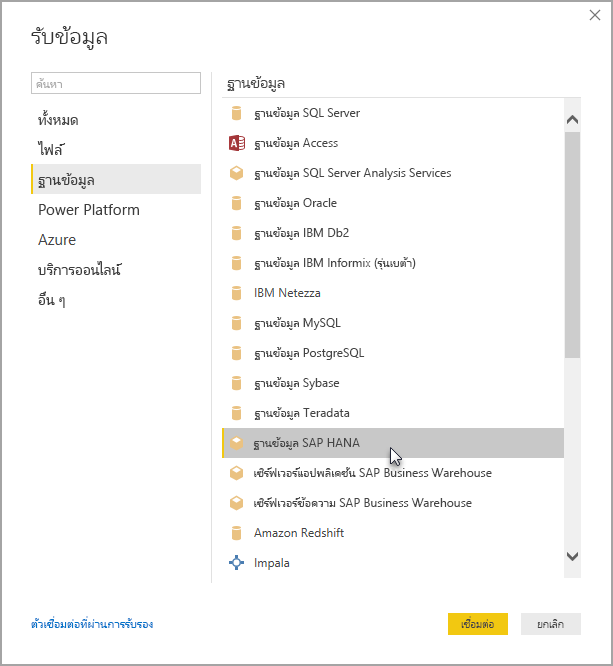 รับข้อมูล
ค้นหา
ทั้งหมด
ไฟล์
ฐานข้อมูล
Power Platform
Azure
บริการออนไลน์
อื่น ๆ
ฐานข้อมูล
ฐานข้อมูล SQL Server
ฐานข้อมูล Access
ฐานข้อมูล SQL Server Analysis Services
ฐานข้อมูล Oracle
ฐานข้อมูล IBM Db2
ฐานข้อมูล IBM Informix (รุ่นเบต้า)
IBM Netezza
ฐานข้อมูล MySQL
ฐานข้อมูล PostgreSQL
ฐานข้อมูล Sybase
ฐานข้อมูล Teradata
ฐานข้อมูล SAP HANA
เซิร์ฟเวอร์แอปพลิเคชัน SAP Business Warehouse
เซิร์ฟเวอร์ข้อความ SAP Business Warehouse
Amazon Redshift
Impala
ตัวเชื่อมต่อที่ผ่านการรับรอง
เชื่อมต่อ
ยกเลิก